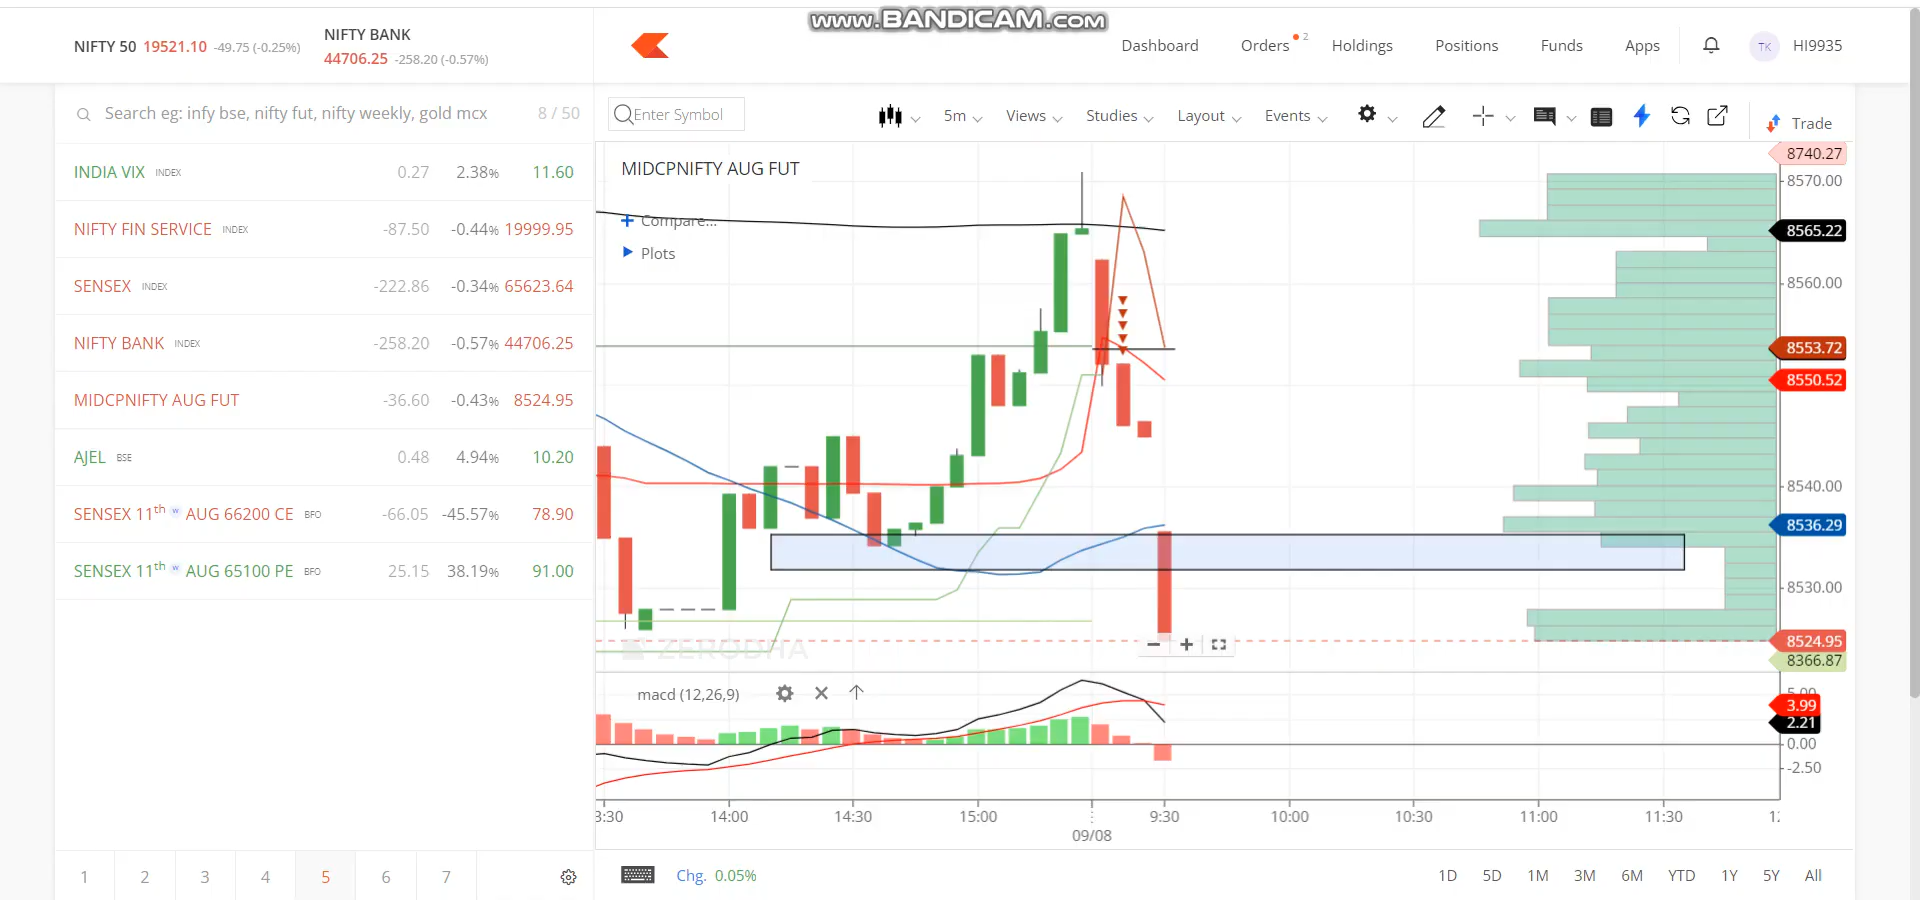 www.BANDICAM.com
NIFTY 50 19521.10 -49.75 (-0.25%)
NIFTY BANK
44706.25 -258.20 (-0.57%)
Dashboard Orders 2 Holdings Positions Funds Apps TK HI9935
Search eg: infy bse, nifty fut, nifty weekly, gold mcx 8 / 50
Enter Symbol 5m Views Studies Layout Events Trade
INDIA VIX INDEX 0.27 2.38% 11.60
NIFTY FIN SERVICE INDEX -87.50 -0.44% 19999.95
SENSEX INDEX -222.86 -0.34% 65623.64
NIFTY BANK INDEX -258.20 -0.57% 44706.25
MIDCPNIFTY AUG FUT -36.60 -0.43% 8524.95
AJEL BSE 0.48 4.94% 10.20
SENSEX 11th w AUG 66200 CE BFO -66.05 -45.57% 78.90
SENSEX 11th w AUG 65100 PE BFO 25.15 38.19% 91.00
1 2 3 4 5 6 7
MIDCPNIFTY AUG FUT
Compare...
Plots
ZERODHA
8740.27
8570.00
8565.22
8560.00
8553.72
8550.52
8540.00
8536.29
8530.00
8524.95
8366.87
macd (12,26,9)
5.00
3.99
2.21
0.00
-2.50
3:30 14:00 14:30 15:00 9:30 10:00 10:30 11:00 11:30 1:
09/08
Chg. 0.05% 1D 5D 1M 3M 6M YTD 1Y 5Y All